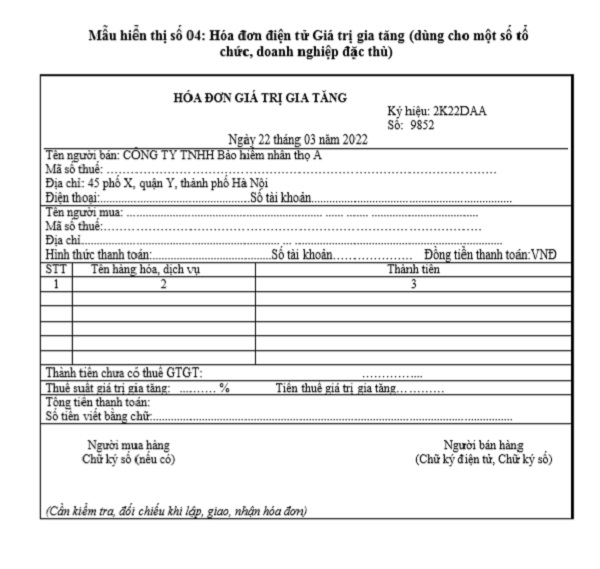 Mẫu hiển thị số 04: Hóa đơn điện tử Giá trị gia tăng (dùng cho một số tổ
chức, doanh nghiệp đặc thù)
HÓA ĐƠN GIÁ TRỊ GIA TĂNG
Ký hiệu: 2K22DAA
Số: 9852
Ngày 22 tháng 03 năm 2022
Tên người bán: CÔNG TY TNHH Bảo hiểm nhân thọ A
Mã số thuế: ....................................................
Địa chỉ: 45 phố X, quận Y, thành phố Hà Nội
Điện thoại:........................................Số tài khoản........................................
Tên người mua: ........................................ ...... ...... ....................
Mã số thuế:....................................................
Địa chỉ....................................................
Hình thức thanh toán:..............................Số tài khoản.................... Đồng tiền thanh toán:VNĐ
STT Tên hàng hóa, dịch vụ Thành tiền
1 2 3
Thành tiền chưa có thuế GTGT: ................
Thuế suất giá trị gia tăng: .......... % Tiền thuế giá trị gia tăng............
Tổng tiền thanh toán:
Số tiền viết bằng chữ:....................................................
Người mua hàng Người bán hàng
Chữ ký số (nếu có) (Chữ ký điện tử, Chữ ký số)
(Cần kiểm tra, đối chiếu khi lập, giao, nhận hóa đơn)